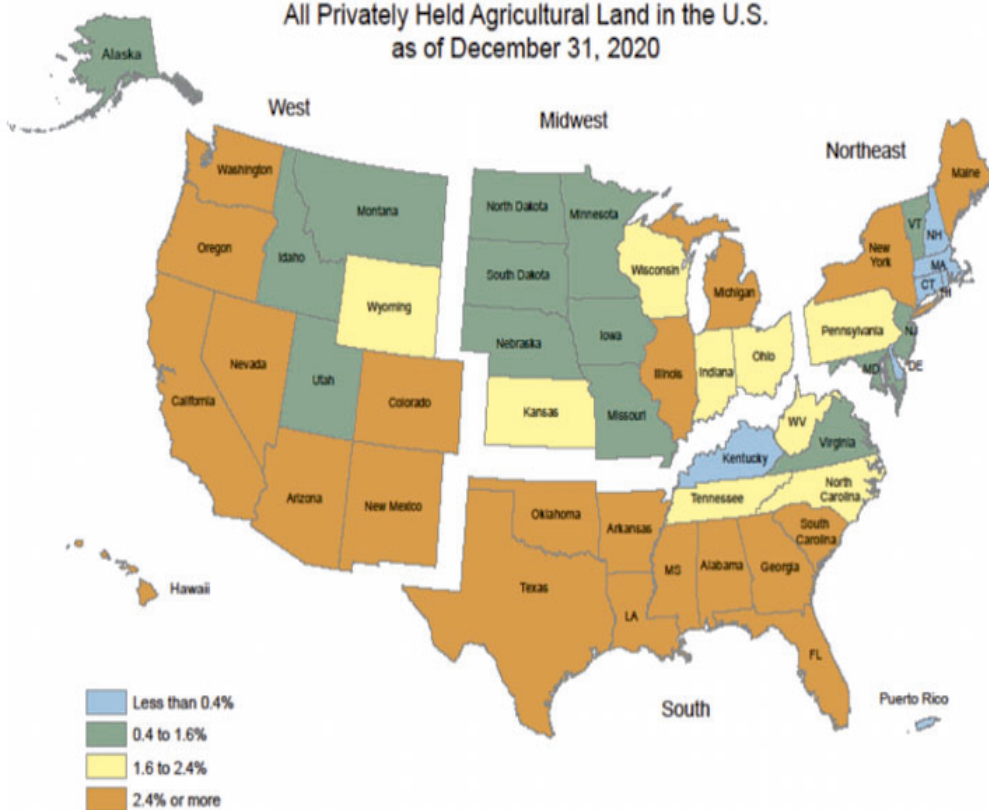 All Privately Held Agricultural Land in the U.S.
as of December 31, 2020
Alaska
West
Midwest
Northeast
Washington
Oregon
California
Nevada
Idaho
Montana
Wyoming
Utah
Colorado
Arizona
New Mexico
Hawaii
North Dakota
South Dakota
Nebraska
Kansas
Minnesota
Iowa
Missouri
Wisconsin
Illinois
Michigan
Indiana
Ohio
Maine
VT
NH
New
York
MA
CT
RI
Pennsylvania
NJ
MD
DE
WV
Virginia
Kentucky
Tennessee
North
Carolina
South
Carolina
Oklahoma
Arkansas
Texas
LA
MS
Alabama
Georgia
FL
South
Puerto Rico
Less than 0.4%
0.4 to 1.6%
1.6 to 2.4%
2.4% or more